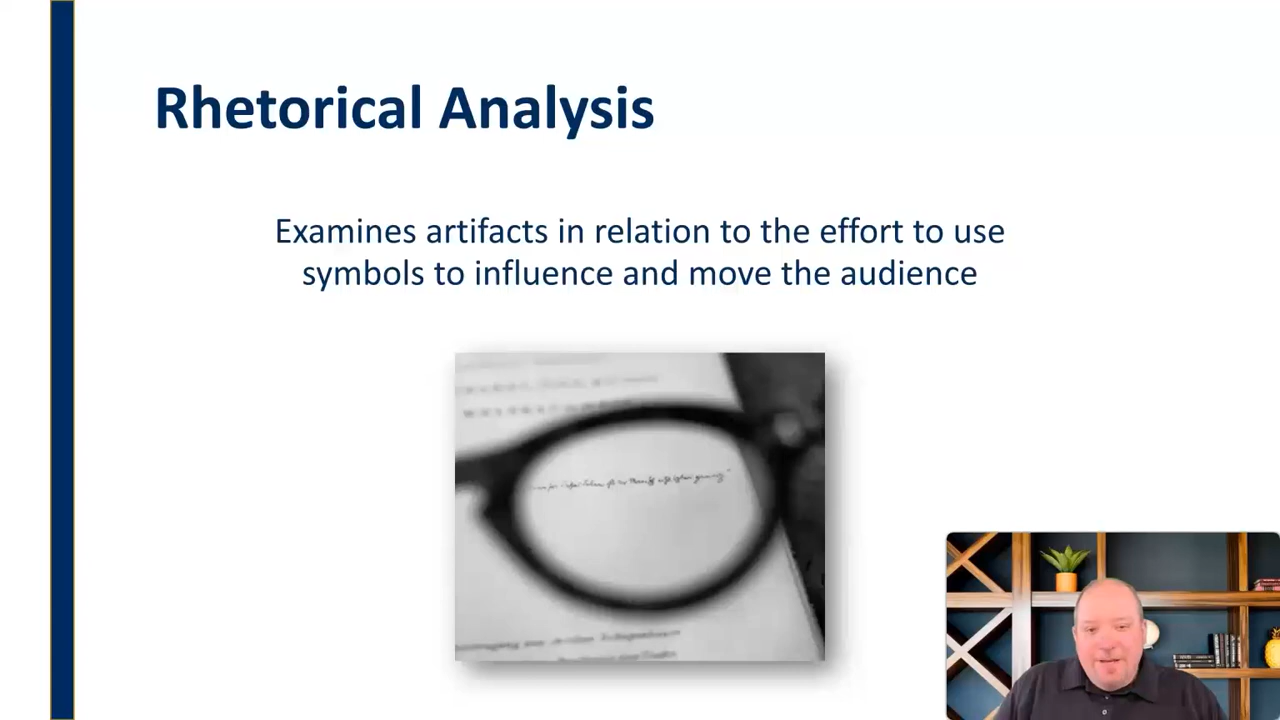 Rhetorical Analysis
Examines artifacts in relation to the effort to use
symbols to influence and move the audience